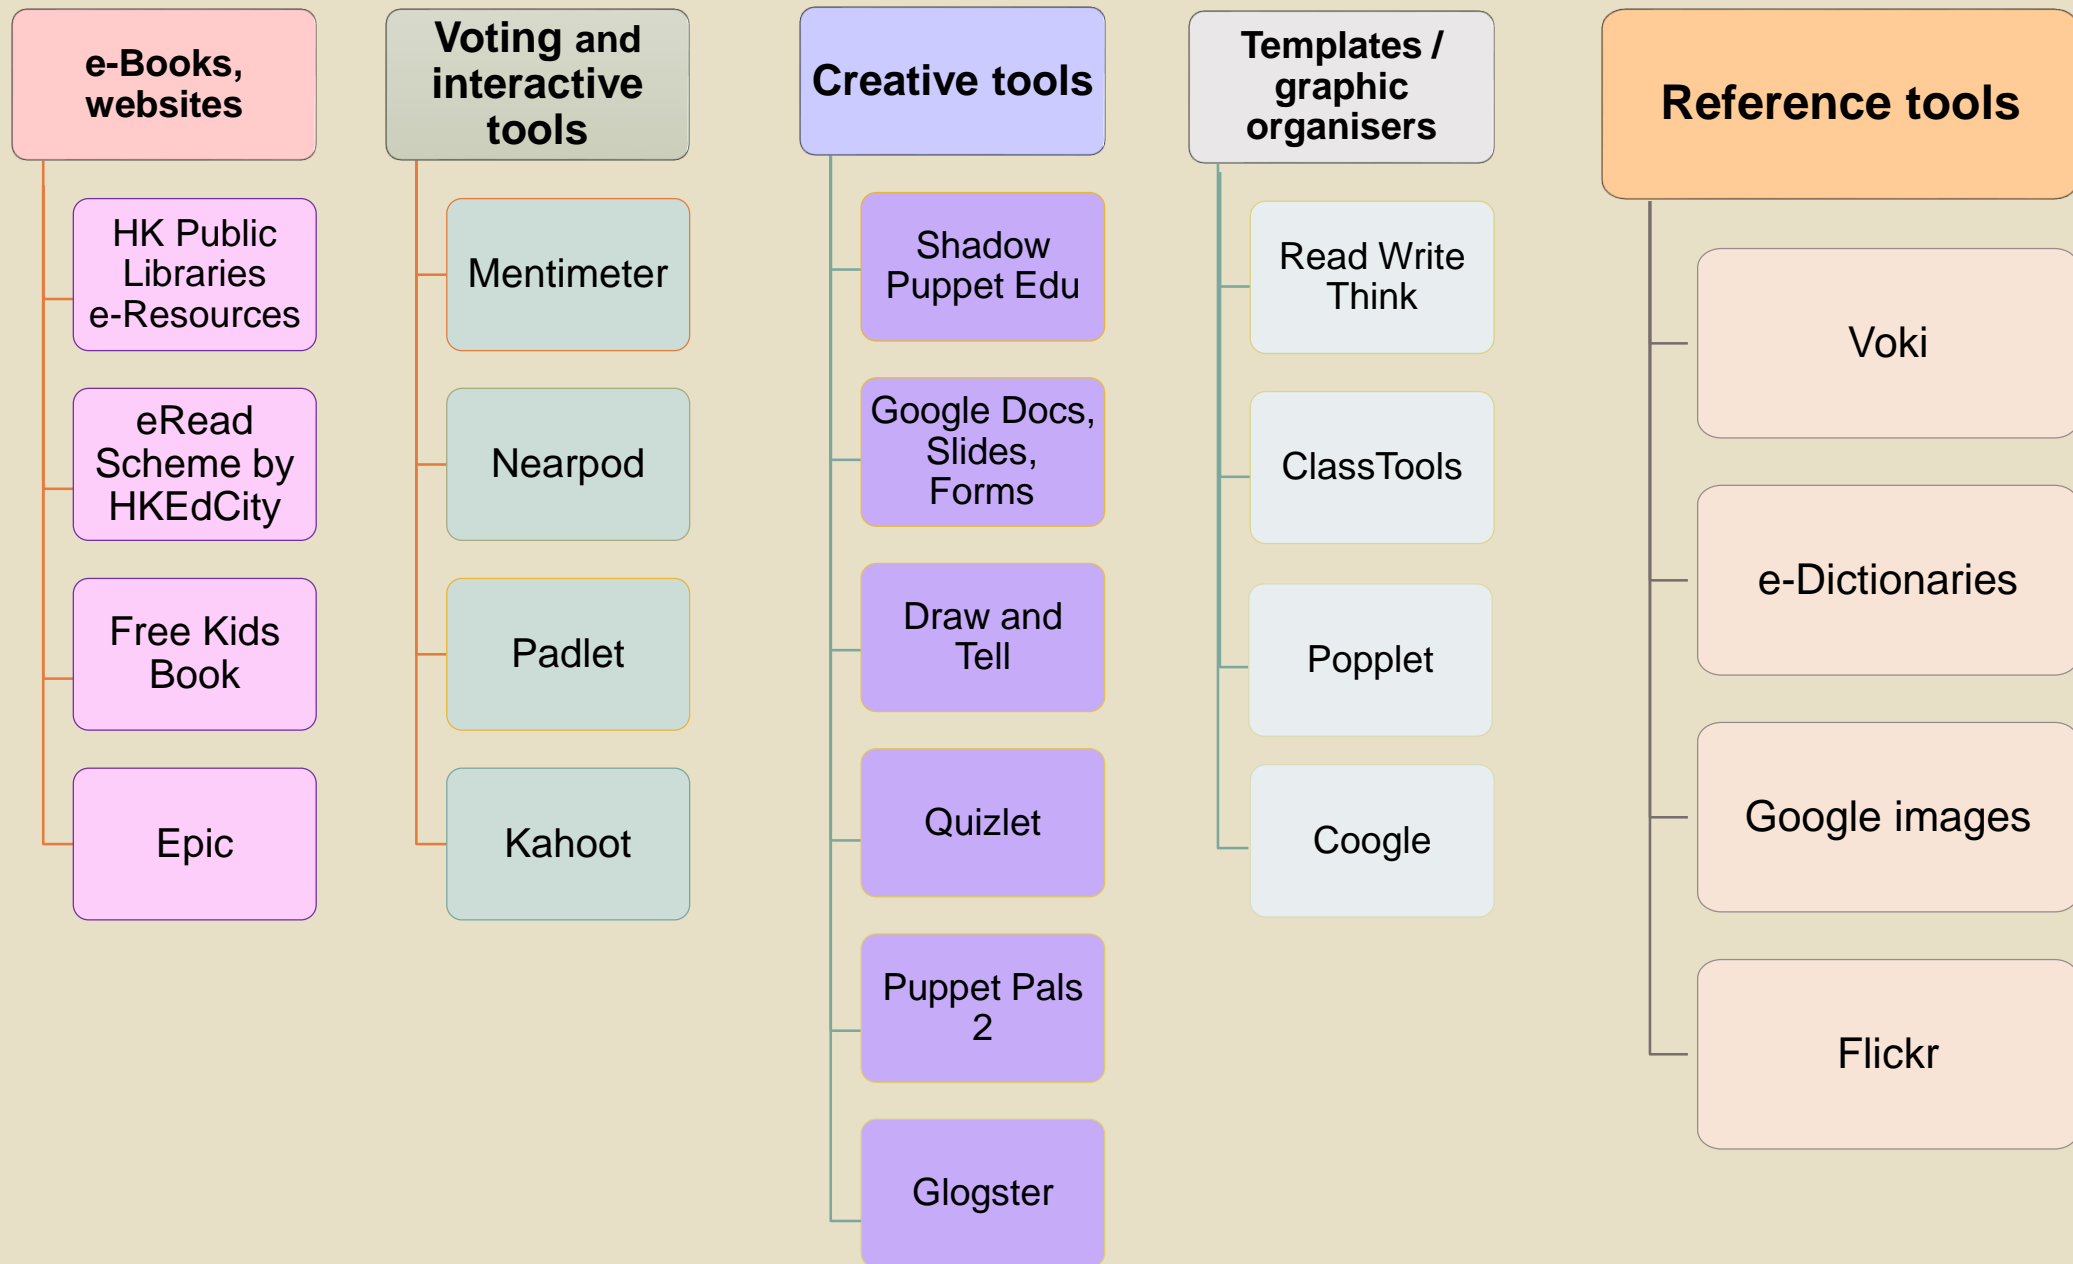 e-Books,
websites
HK Public
Libraries
e-Resources
eRead
Scheme by
HKEdCity
Free Kids
Book
Epic
Voting and
interactive
tools
Mentimeter
Nearpod
Padlet
Kahoot
Creative tools
Shadow
Puppet Edu
Google Docs,
Slides,
Forms
Draw and
Tell
Quizlet
Puppet Pals
2
Glogster
Templates /
graphic
organisers
Read Write
Think
ClassTools
Popplet
Coogle
Reference tools
Voki
e-Dictionaries
Google images
Flickr